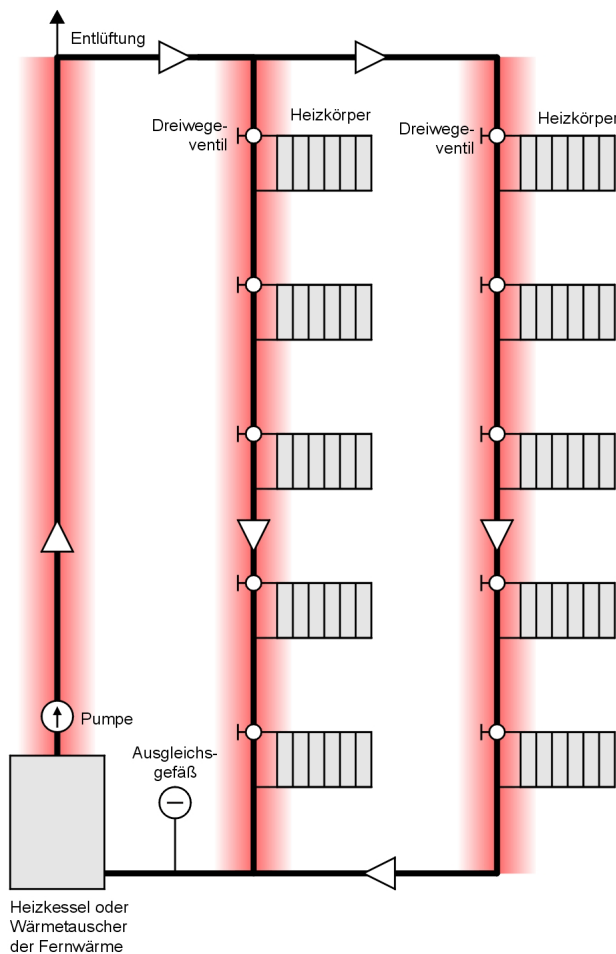 Entlüftung
Dreiwege-
ventil
Heizkörper
Dreiwege-
ventil
Heizkörper
Pumpe
Ausgleichs-
gefäß
Heizkessel oder
Wärmetauscher
der Fernwärme